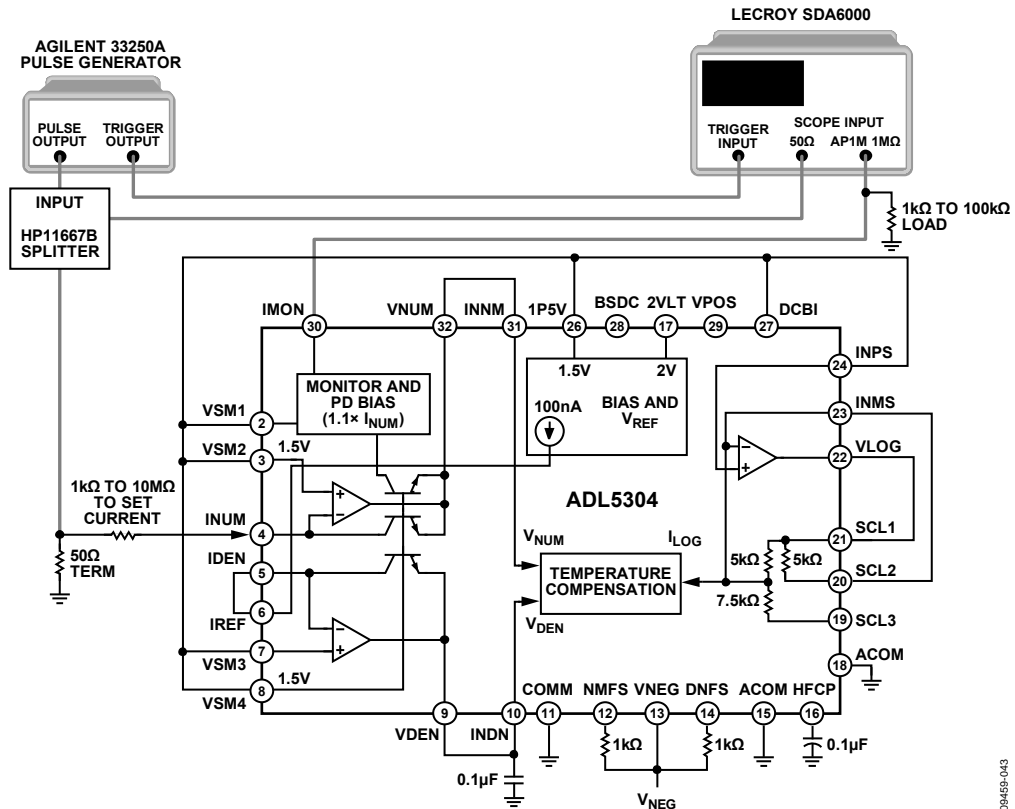 LECROY SDA6000
AGILENT 33250A
PULSE GENERATOR
PULSE
OUTPUT
TRIGGER
OUTPUT
TRIGGER
INPUT
SCOPE INPUT
50Ω
AP1M 1MΩ
INPUT
HP11667B
SPLITTER
1kΩ TO 100kΩ
LOAD
IMON
VNUM
INNM
1P5V
BSDC
2VLT
VPOS
DCBI
30
32
31
26
28
17
29
27
INPS
24
INMS
23
VLOG
22
SCL1
21
SCL2
20
SCL3
19
ACOM
18
MONITOR AND
PD BIAS
(1.1× INUM)
1.5V
2V
100nA
BIAS AND
VREF
VSM1
2
VSM2
3
1.5V
1kΩ TO 10MΩ
TO SET
CURRENT
INUM
4
50Ω
TERM
IDEN
5
6
IREF
7
VSM3
8
1.5V
VSM4
+
−
−
+
−
+
ADL5304
VNUM
ILOG
TEMPERATURE
COMPENSATION
VDEN
5kΩ
5kΩ
7.5kΩ
COMM
NMFS
VNEG
DNFS
ACOM
HFCP
9
10
11
12
13
14
15
16
VDEN
INDN
1kΩ
1kΩ
0.1µF
0.1µF
VNEG
09459-043